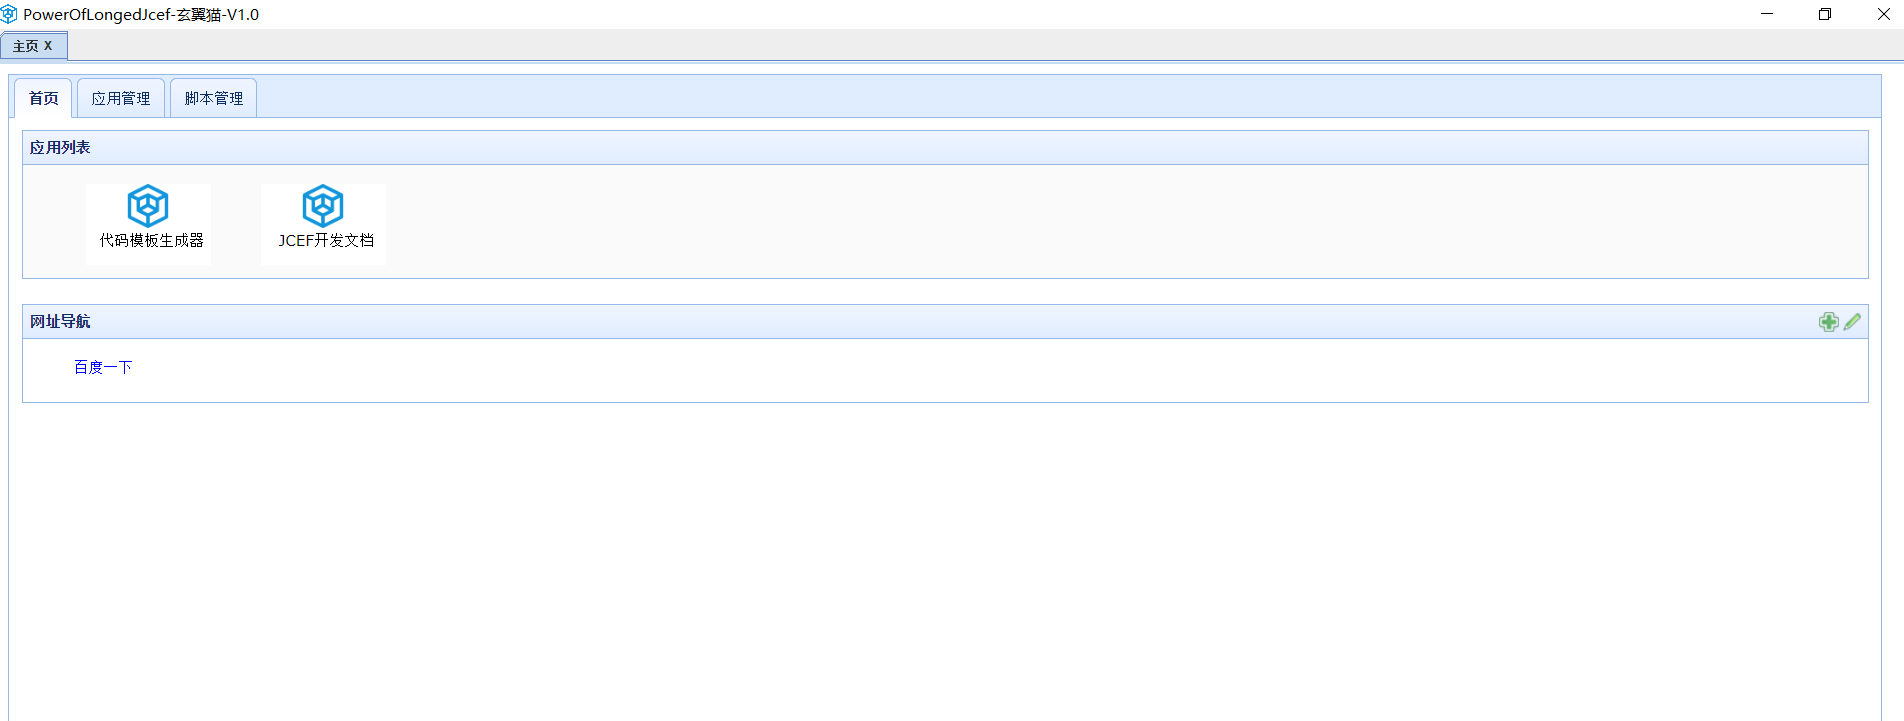 PowerOfLongedJcef-玄翼猫-V1.0
主页 X
首页 应用管理 脚本管理
应用列表
代码模板生成器 JCEF开发文档
网址导航
百度一下